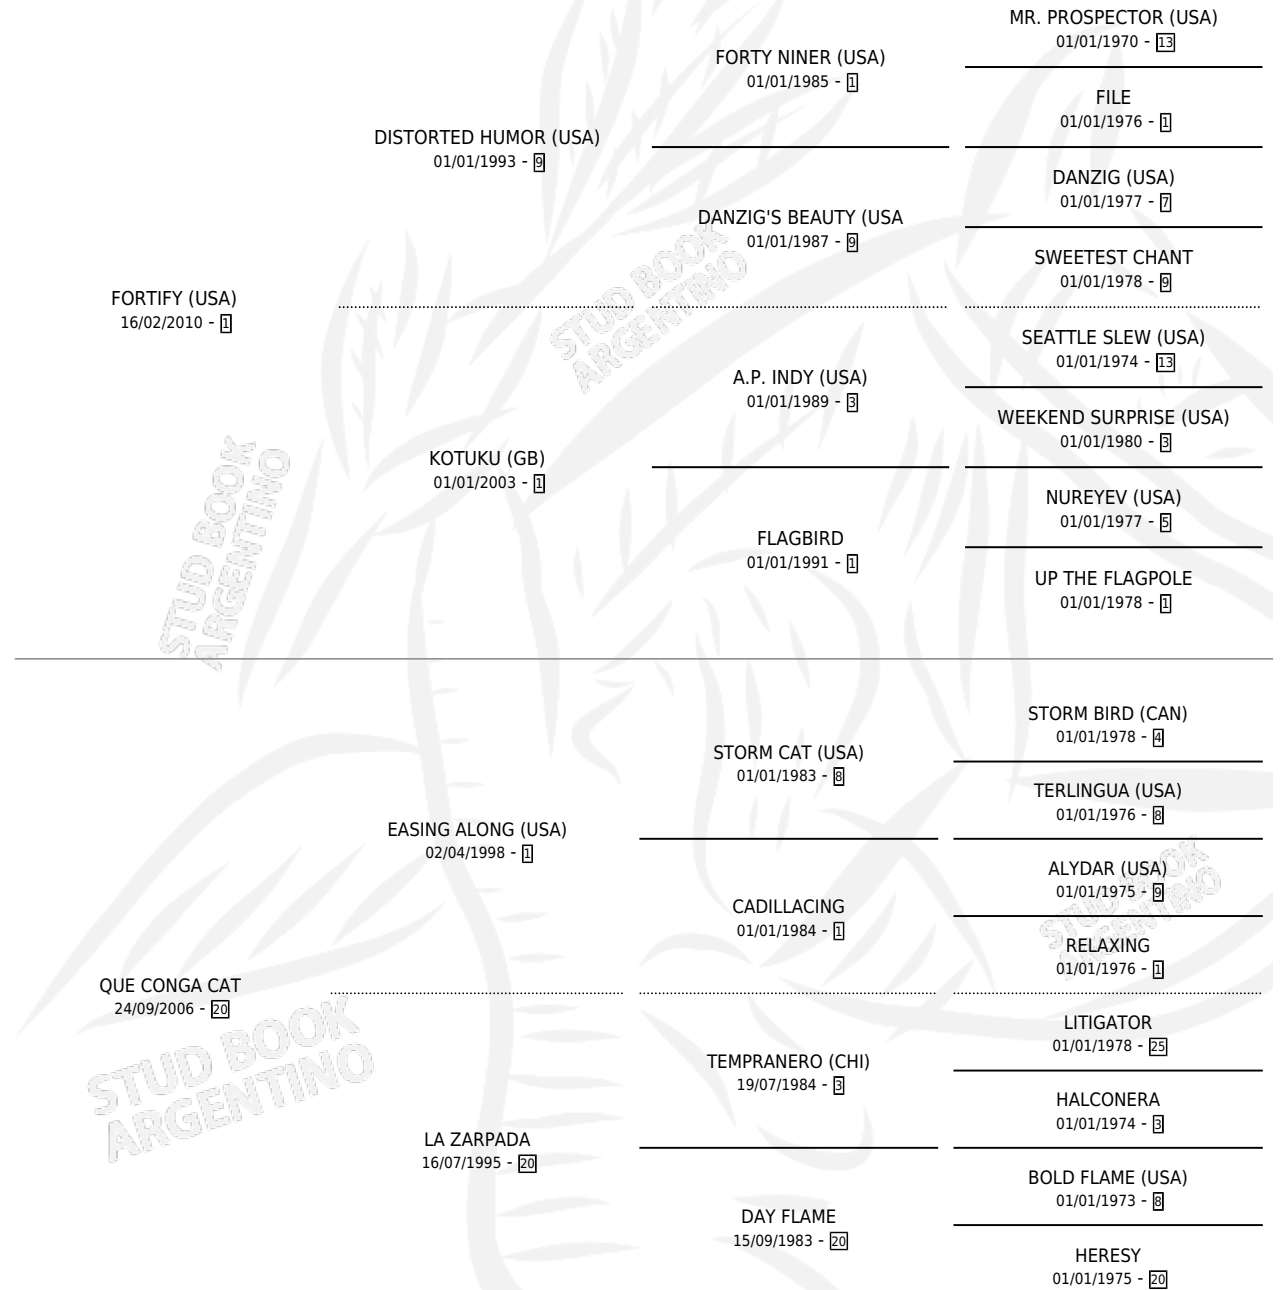 MR. PROSPECTOR (USA)
01/01/1970 - 13
FORTY NINER (USA)
01/01/1985 - 1
FILE
01/01/1976 - 1
DISTORTED HUMOR (USA)
01/01/1993 - 9
DANZIG (USA)
01/01/1977 - 7
DANZIG'S BEAUTY (USA
01/01/1987 - 9
SWEETEST CHANT
01/01/1978 - 9
FORTIFY (USA)
16/02/2010 - 1
STUD BOOK
ARGENTINO
SEATTLE SLEW (USA)
01/01/1974 - 13
A.P. INDY (USA)
01/01/1989 - 3
WEEKEND SURPRISE (USA)
01/01/1980 - 3
KOTUKU (GB)
01/01/2003 - 1
NUREYEV (USA)
01/01/1977 - 5
FLAGBIRD
01/01/1991 - 1
UP THE FLAGPOLE
01/01/1978 - 1
STUD BOOK
ARGENTINO
STORM BIRD (CAN)
01/01/1978 - 4
STORM CAT (USA)
01/01/1983 - 8
TERLINGUA (USA)
01/01/1976 - 8
EASING ALONG (USA)
02/04/1998 - 1
ALYDAR (USA)
01/01/1975 - 9
CADILLACING
01/01/1984 - 1
STUD BOOK
ARGENTINO
RELAXING
01/01/1976 - 1
QUE CONGA CAT
24/09/2006 - 20
STUD BOOK
ARGENTINO
LITIGATOR
01/01/1978 - 25
TEMPRANERO (CHI)
19/07/1984 - 3
HALCONERA
01/01/1974 - 3
LA ZARPADA
16/07/1995 - 20
BOLD FLAME (USA)
01/01/1973 - 8
DAY FLAME
15/09/1983 - 20
HERESY
01/01/1975 - 20